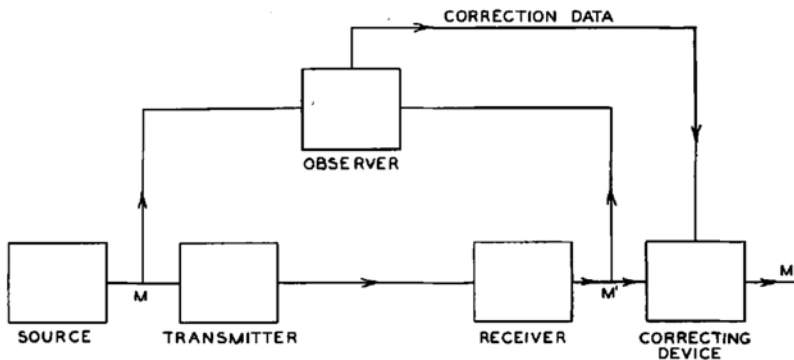 CORRECTION DATA
OBSERVER
M
M'
M
SOURCE
TRANSMITTER
RECEIVER
CORRECTING
DEVICE